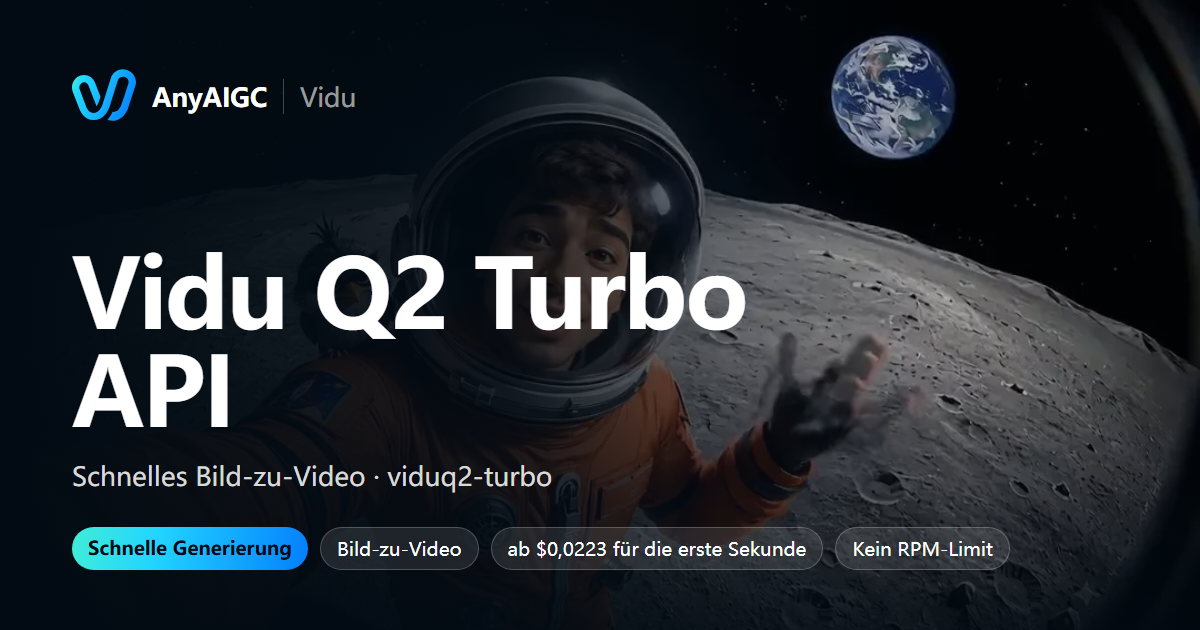 AnyAIGC | Vidu
Vidu Q2 Turbo
API
Schnelles Bild-zu-Video · viduq2-turbo
Schnelle Generierung
Bild-zu-Video
ab $0,0223 für die erste Sekunde
Kein RPM-Limit